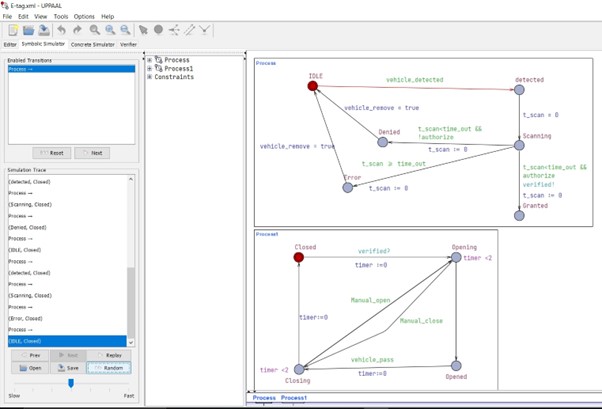 E-tag.xml - UPPAAL
File Edit View Tools Options Help
Editor Symbolic Simulator Concrete Simulator Verifier
Enabled Transitions
Process →
Reset Next
Simulation Trace
(detected, Closed)
Process →
(Scanning, Closed)
Process →
(Denied, Closed)
Process →
(IDLE, Closed)
Process →
(detected, Closed)
Process →
(Scanning, Closed)
Process →
(Error, Closed)
Process →
(IDLE, Closed)
Prev Next Replay
Open Save Random
Slow Fast
Process
Process1
Constraints
Process
IDLE
vehicle_detected
detected
vehicle_remove = true
t_scan = 0
Denied
t_scan<time_out &&
!authorize
Scanning
t_scan := 0
vehicle_remove = true
t_scan ≥ time_out
t_scan<time_out &&
authorize
verified!
Error
t_scan := 0
t_scan := 0
Granted
Process1
Closed
verified?
Opening
timer :=0
timer <2
Manual_open
timer:=0
Manual_close
vehicle_pass
timer <2
timer:=0
Opened
Closing
Process Process1